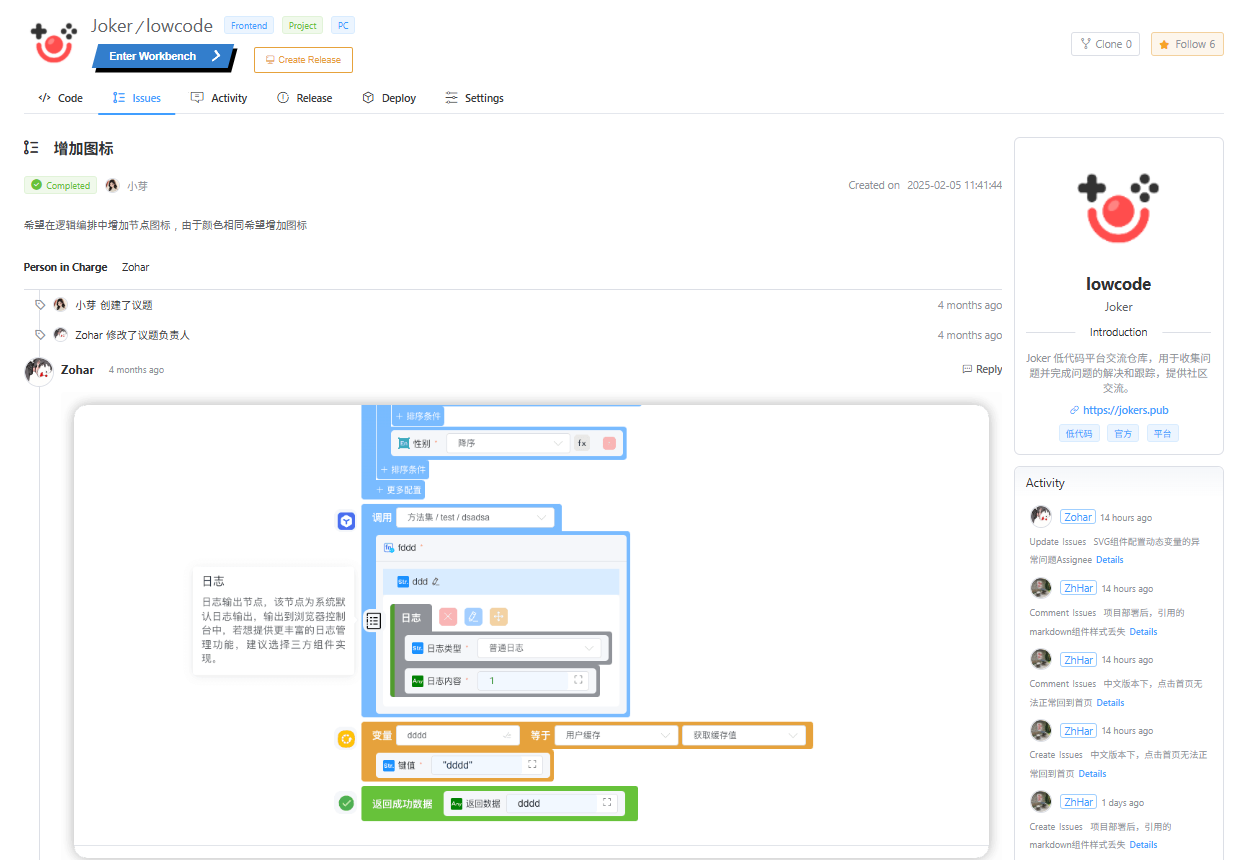 Joker / lowcode Frontend Project PC
Enter Workbench
Create Release
Clone 0
Follow 6
Code Issues Activity Release Deploy Settings
增加图标
Completed 小芽 Created on 2025-02-05 11:41:44
希望在逻辑编排中增加节点图标，由于颜色相同希望增加图标
Person in Charge Zohar
小芽 创建了议题 4 months ago
Zohar 修改了议题负责人 4 months ago
Zohar 4 months ago Reply
+ 排序条件
En 性别 * 降序 fx
+ 排序条件
+ 更多配置
调用 方法集 / test / dsadsa
fddd *
Str. ddd
日志
日志输出节点，该节点为系统默
认日志输出，输出到浏览器控制
台中，若想提供更丰富的日志管
理功能，建议选择三方组件实
现。
日志
Str. 日志类型 * 普通日志
Any 日志内容 * 1
变量 dddd 等于 用户缓存 获取缓存值
Str. 键值 * "dddd"
返回成功数据 Any 返回数据 dddd
lowcode
Joker
Introduction
Joker 低代码平台交流仓库，用于收集问
题并完成问题的解决和跟踪，提供社区
交流。
https://jokers.pub
低代码 官方 平台
Activity
Zohar 14 hours ago
Update Issues SVG组件配置动态变量的异
常问题Assignee Details
ZhHar 14 hours ago
Comment Issues 项目部署后，引用的
markdown组件样式丢失 Details
ZhHar 14 hours ago
Comment Issues 中文版本下，点击首页无
法正常回到首页 Details
ZhHar 14 hours ago
Create Issues 中文版本下，点击首页无法正
常回到首页 Details
ZhHar 1 days ago
Create Issues 项目部署后，引用的
markdown组件样式丢失 Details